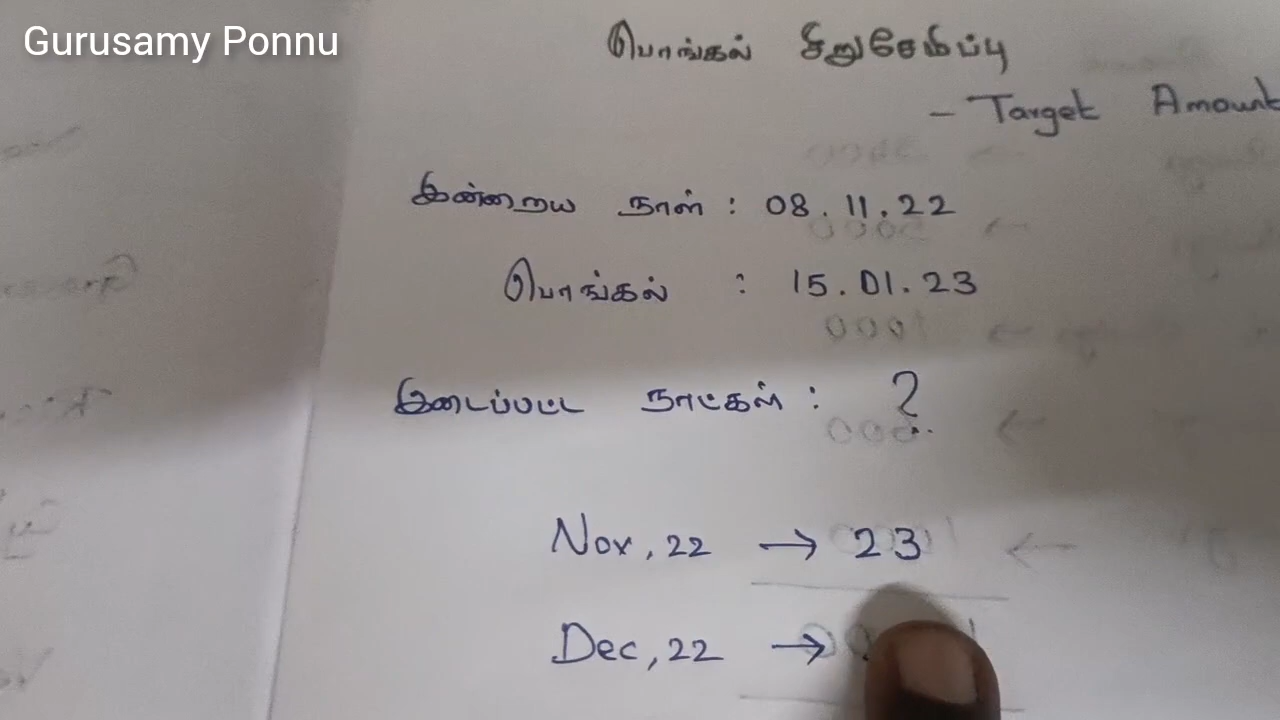 Gurusamy Ponnu
பொங்கல் சிறுசேமிப்பு
- Target Amount
இன்றைய நாள் : 08.11.22
பொங்கல் : 15.01.23
இடைப்பட்ட நாட்கள் : ?
Nov, 22 → 23
Dec, 22 →